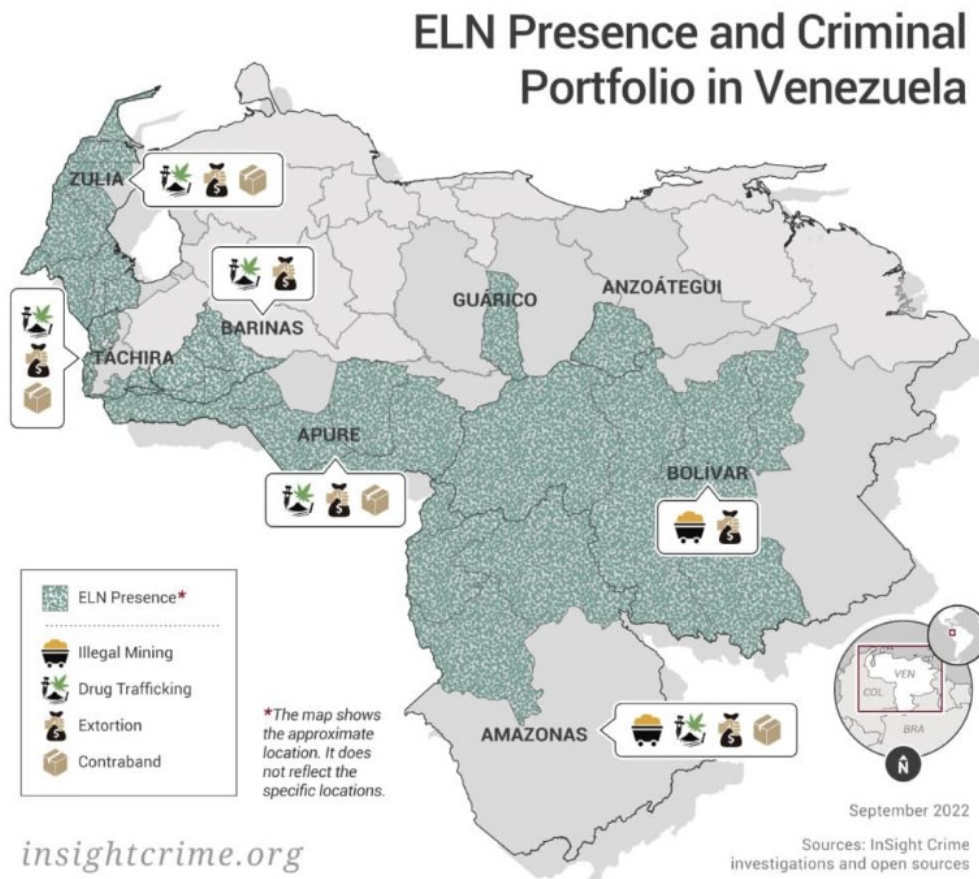 ELN Presence and Criminal
Portfolio in Venezuela
ZULIA
BARINAS
GUÁRICO
ANZOÁTEGUI
TÁCHIRA
APURE
BOLIVAR
AMAZONAS
ELN Presence*
Illegal Mining
Drug Trafficking
Extortion
Contraband
*The map shows
the approximate
location. It does
not reflect the
specific locations.
VEN
COL
BRA
N
September 2022
Sources: InSight Crime
investigations and open sources
insightcrime.org